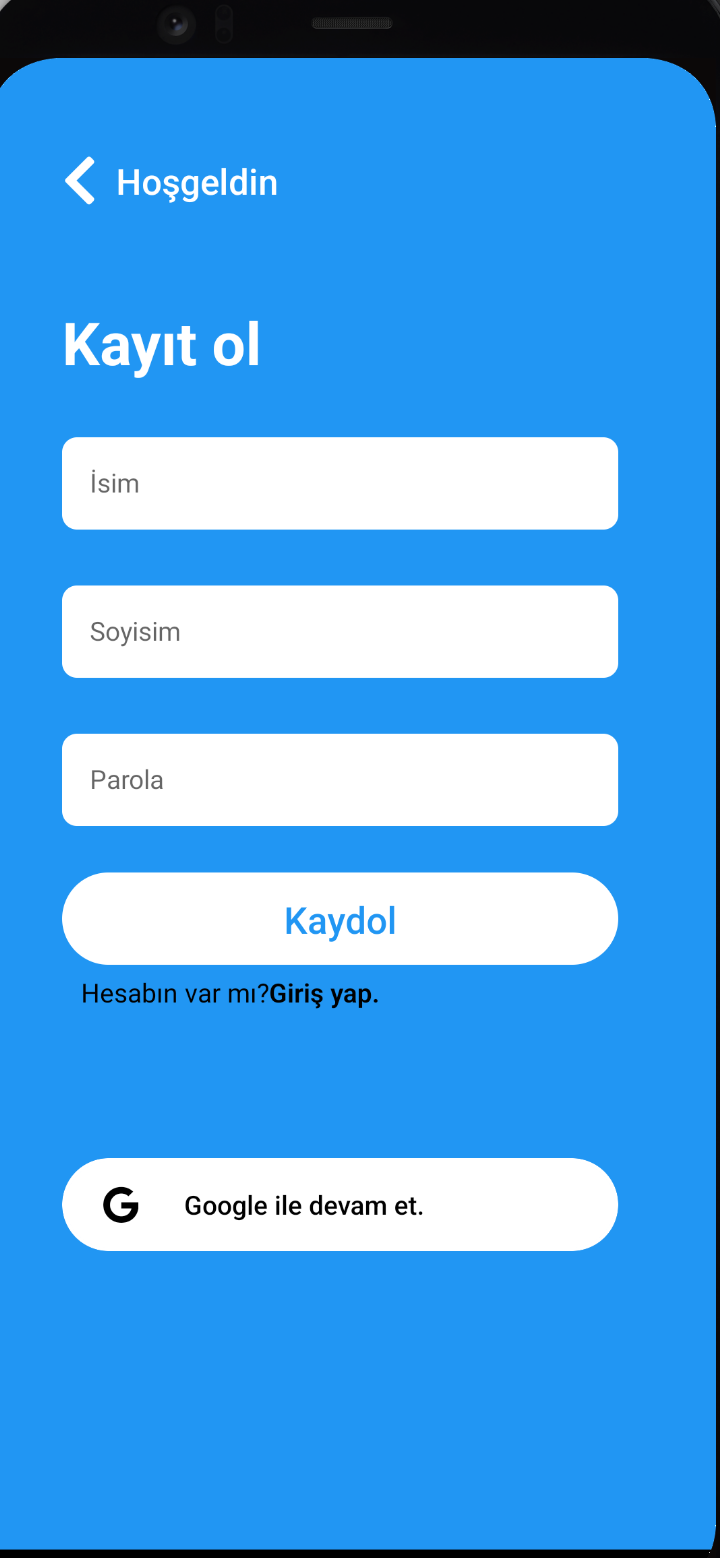 Hoşgeldin
Kayıt ol
İsim
Soyisim
Parola
Kaydol
Hesabın var mı?Giriş yap.
Google ile devam et.